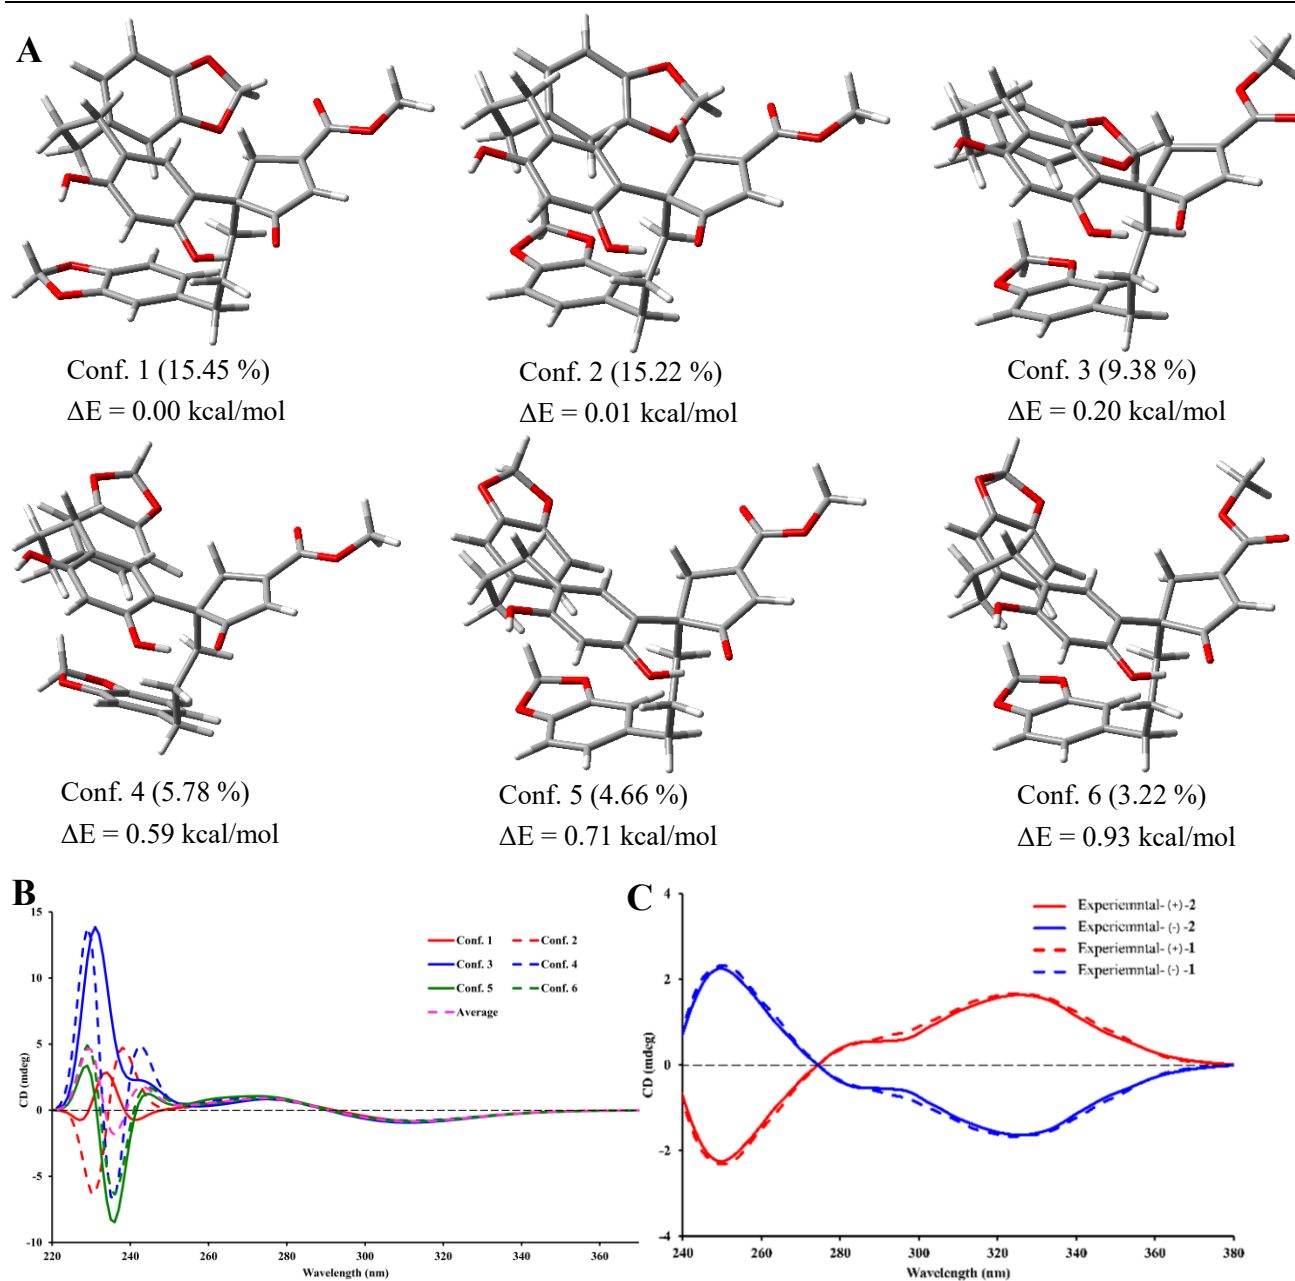 A
Conf. 1 (15.45 %)
ΔE = 0.00 kcal/mol
Conf. 2 (15.22 %)
ΔE = 0.01 kcal/mol
Conf. 3 (9.38 %)
ΔE = 0.20 kcal/mol
Conf. 4 (5.78 %)
ΔE = 0.59 kcal/mol
Conf. 5 (4.66 %)
ΔE = 0.71 kcal/mol
Conf. 6 (3.22 %)
ΔE = 0.93 kcal/mol
B
15
10
5
0
-5
-10
CD (mdeg)
220 240 260 280 300 320 340 360
Wavelength (nm)
Conf. 1 Conf. 2
Conf. 3 Conf. 4
Conf. 5 Conf. 6
Average
C
4
2
0
-2
-4
CD (mdcg)
240 260 280 300 320 340 360 380
Wavelength (nm)
Experiemntal- (+) -2
Experiemntal- (-) -2
Experiemntal- (+) -1
Experiemntal- (-) -1